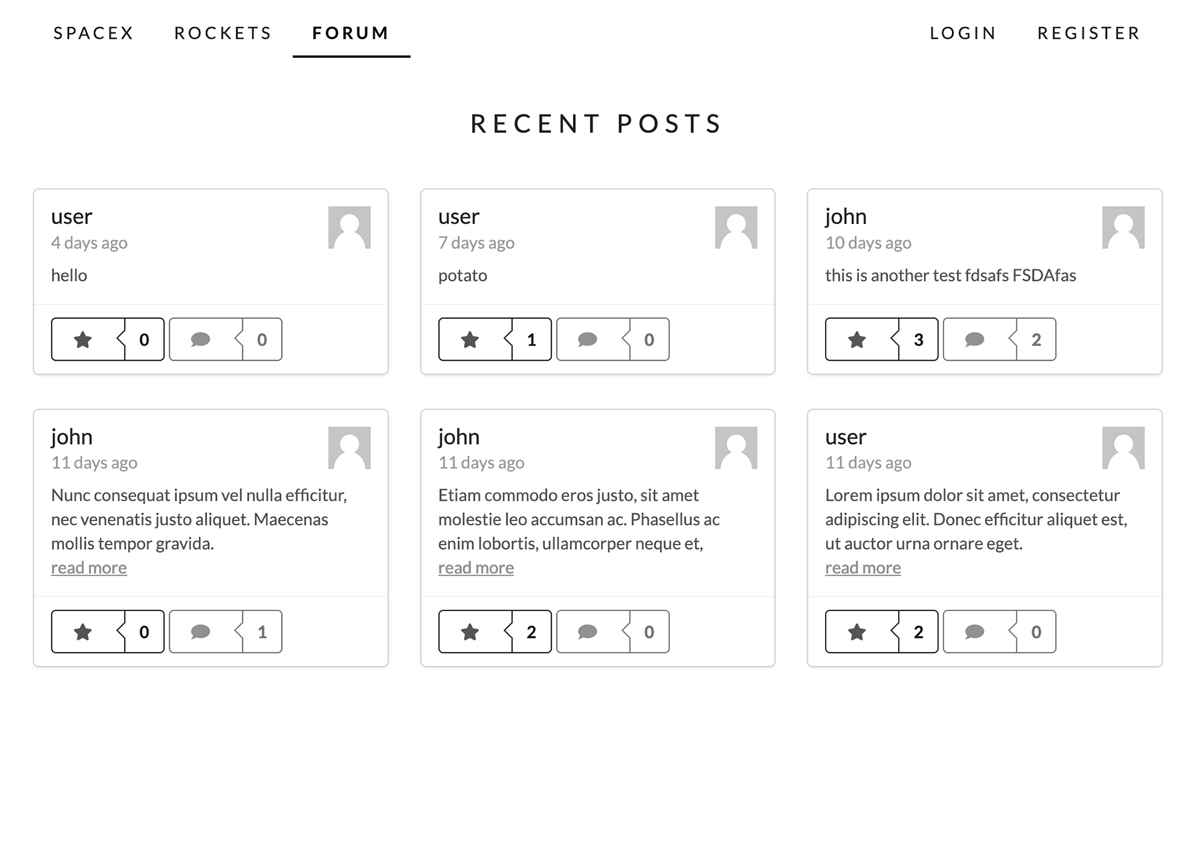 SPACEX ROCKETS FORUM LOGIN REGISTER
RECENT POSTS
user
4 days ago
hello
0 0
user
7 days ago
potato
1 0
john
10 days ago
this is another test fdsafs FSDAfas
3 2
john
11 days ago
Nunc consequat ipsum vel nulla efficitur,
nec venenatis justo aliquet. Maecenas
mollis tempor gravida.
read more
0 1
john
11 days ago
Etiam commodo eros justo, sit amet
molestie leo accumsan ac. Phasellus ac
enim lobortis, ullamcorper neque et,
read more
2 0
user
11 days ago
Lorem ipsum dolor sit amet, consectetur
adipiscing elit. Donec efficitur aliquet est,
ut auctor urna ornare eget.
read more
2 0